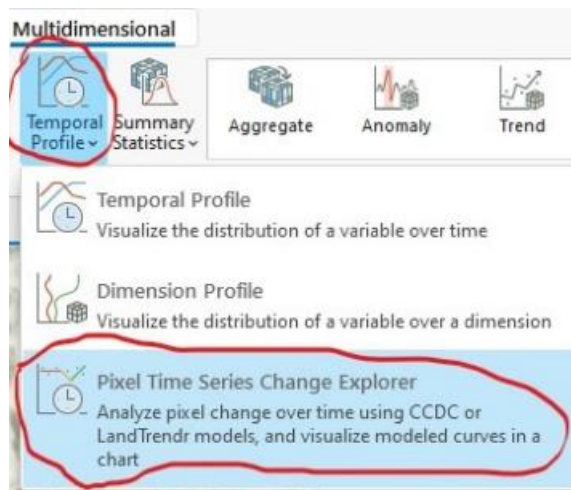 Multidimensional
Temporal Profile
Summary Statistics
Aggregate
Anomaly
Trend
Temporal Profile
Visualize the distribution of a variable over time
Dimension Profile
Visualize the distribution of a variable over a dimension
Pixel Time Series Change Explorer
Analyze pixel change over time using CCDC or
LandTrendr models, and visualize modeled curves in a
chart